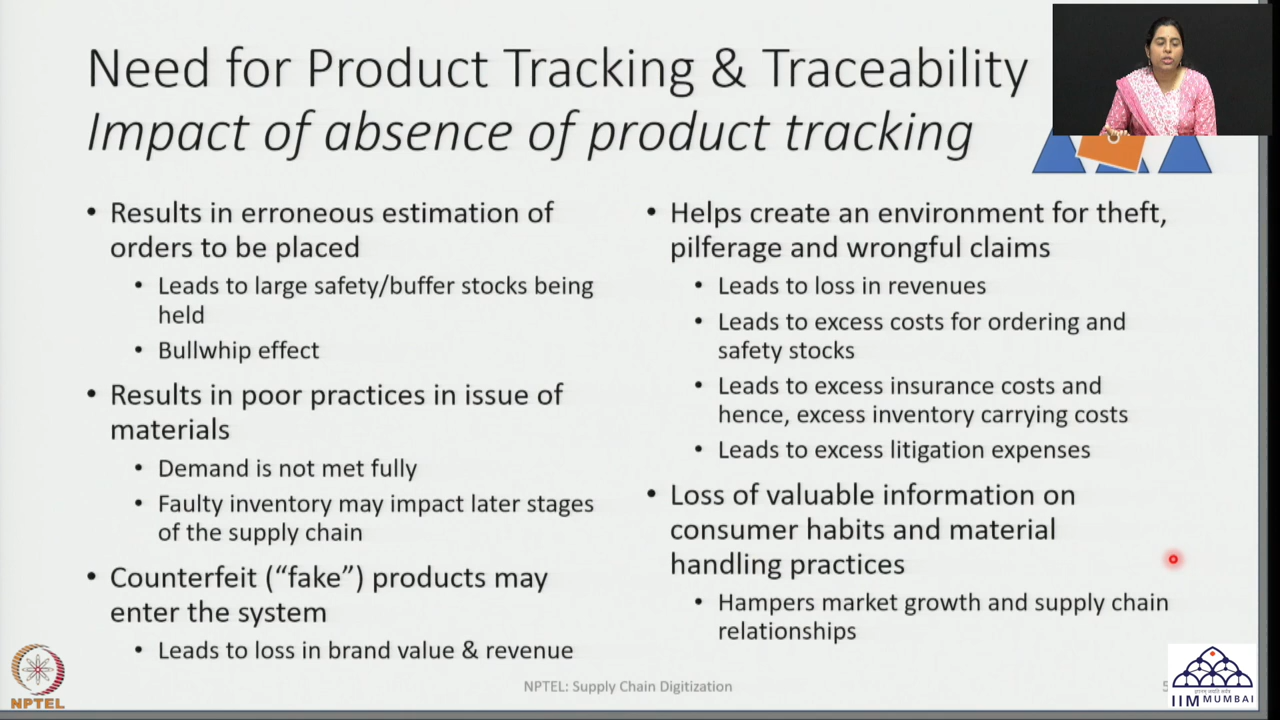 Need for Product Tracking & Traceability
Impact of absence of product tracking
• Results in erroneous estimation of
orders to be placed
• Leads to large safety/buffer stocks being
held
• Bullwhip effect
• Results in poor practices in issue of
materials
• Demand is not met fully
• Faulty inventory may impact later stages
of the supply chain
• Counterfeit (“fake”) products may
enter the system
• Leads to loss in brand value & revenue
• Helps create an environment for theft,
pilferage and wrongful claims
• Leads to loss in revenues
• Leads to excess costs for ordering and
safety stocks
• Leads to excess insurance costs and
hence, excess inventory carrying costs
• Leads to excess litigation expenses
• Loss of valuable information on
consumer habits and material
handling practices
• Hampers market growth and supply chain
relationships
NPTEL: Supply Chain Digitization
NPTEL
IIM MUMBAI